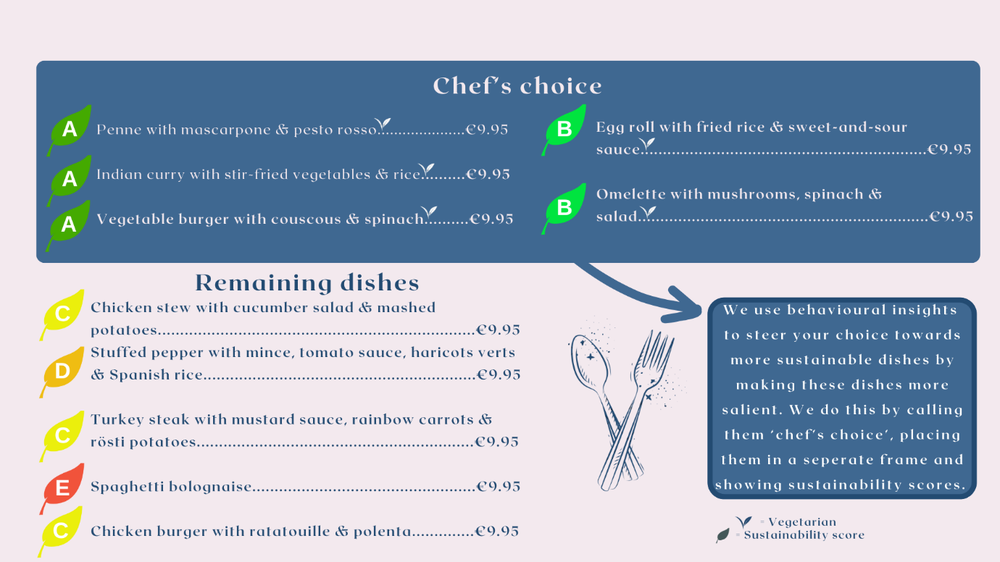 Chef's choice
A Penne with mascarpone & pesto rosso.....................€9.95
A Indian curry with stir-fried vegetables & rice..........€9.95
A Vegetable burger with couscous & spinach..........€9.95
B Egg roll with fried rice & sweet-and-sour
sauce.................................................................€9.95
B Omelette with mushrooms, spinach &
salad..................................................................€9.95
Remaining dishes
C Chicken stew with cucumber salad & mashed
potatoes........................................................................€9.95
D Stuffed pepper with mince, tomato sauce, haricots verts
& Spanish rice..............................................................€9.95
C Turkey steak with mustard sauce, rainbow carrots &
rösti potatoes...............................................................€9.95
E Spaghetti bolognaise...................................................€9.95
C Chicken burger with ratatouille & polenta..............€9.95
We use behavioural insights
to steer your choice towards
more sustainable dishes by
making these dishes more
salient. We do this by calling
them 'chef's choice', placing
them in a seperate frame and
showing sustainability scores.
= Vegetarian
= Sustainability score